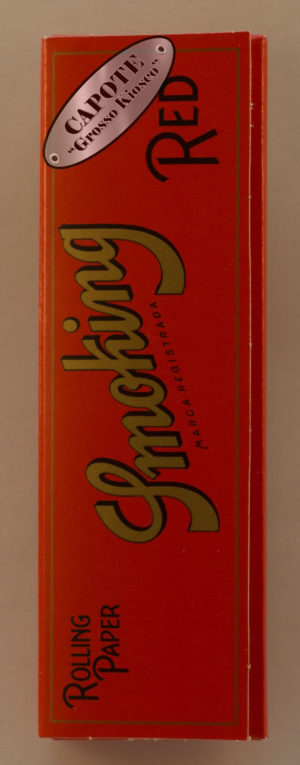 CAPOTE
"Grosso Kiosco"
RED
Smoking
MARCA REGISTRADA
ROLLING
PAPER